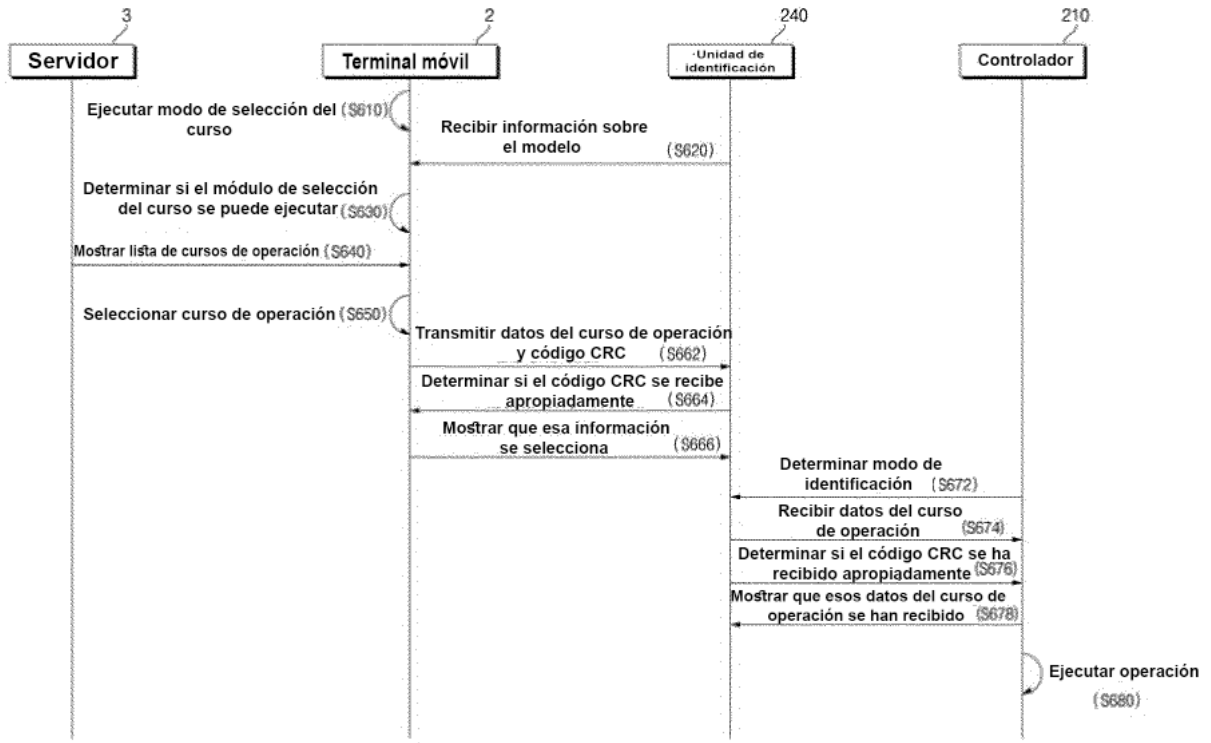 3
2
240
210
Servidor
Terminal móvil
·Unidad de
identificación
Controlador
Ejecutar modo de selección del (S610)
curso
Recibir información sobre
el modelo (S620)
Determinar si el módulo de selección
del curso se puede ejecutar (S630)
Mostrar lista de cursos de operación (S640)
Seleccionar curso de operación (S650)
Transmitir datos del curso de operación
y código CRC (S662)
Determinar si el código CRC se recibe
apropiadamente (S664)
Mostrar que esa información
se selecciona (S666)
Determinar modo de
identificación (S672)
Recibir datos del curso
de operación (S674)
Determinar si el código CRC se ha
recibido apropiadamente (S676)
Mostrar que esos datos del curso de
operación se han recibido (S678)
Ejecutar operación
(S680)